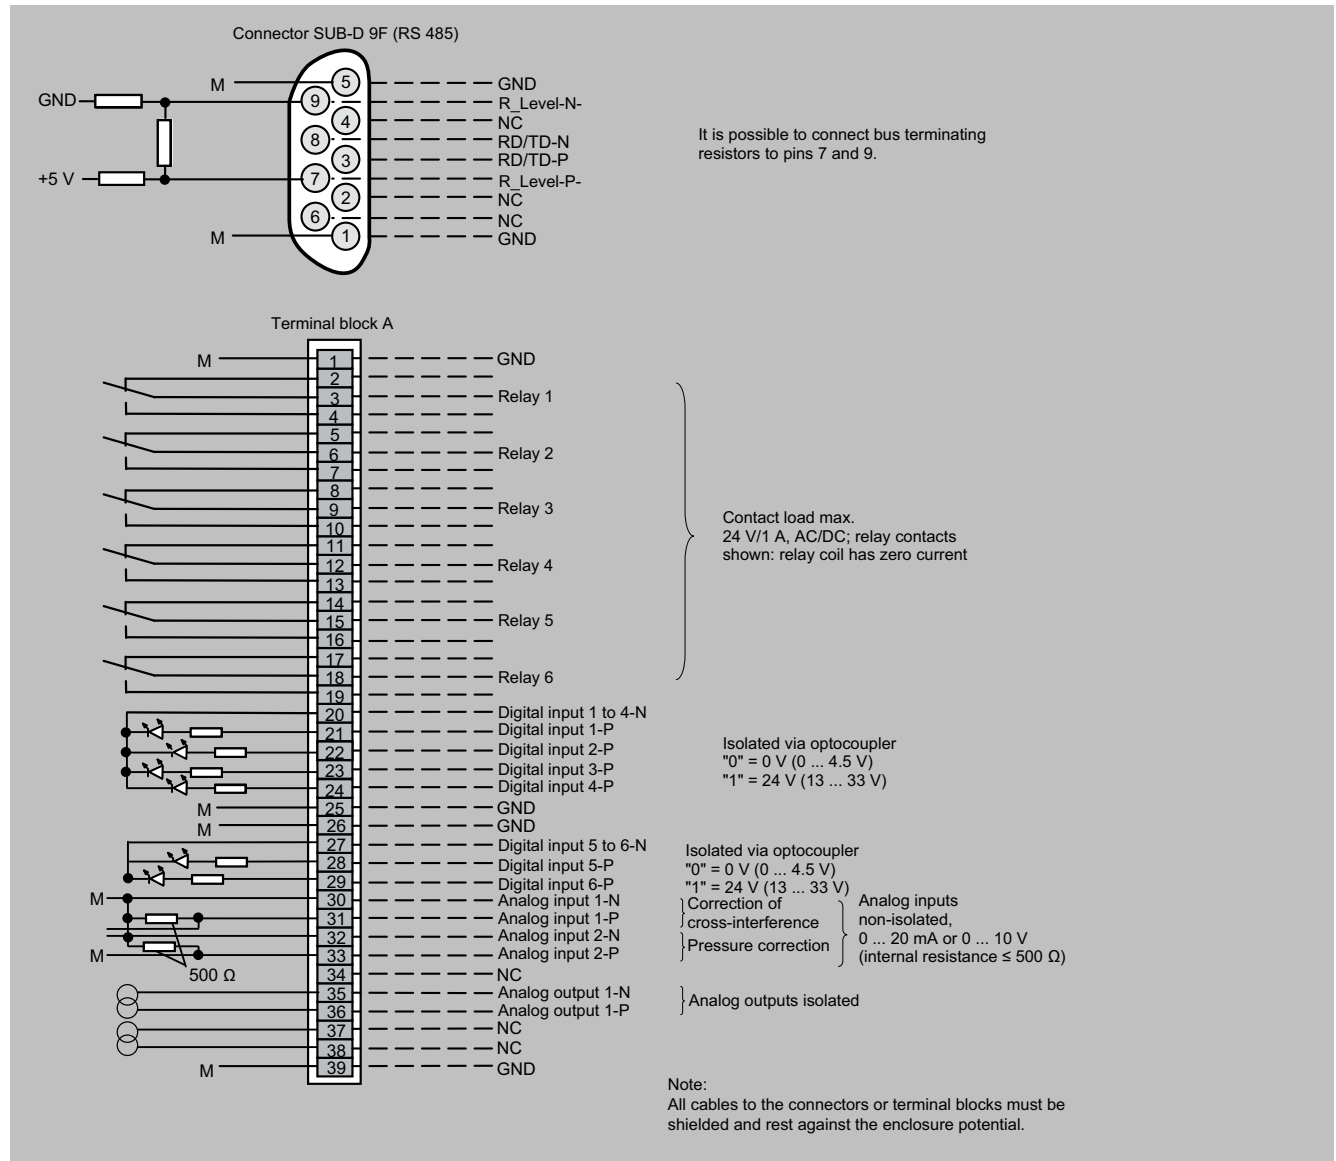 Connector SUB-D 9F (RS 485)
M 5 GND
GND 9 R_Level-N-
4 NC
8 RD/TD-N
3 RD/TD-P
+5 V 7 R_Level-P-
2 NC
6 NC
M 1 GND
It is possible to connect bus terminating
resistors to pins 7 and 9.
Terminal block A
M 1 GND
2
3 Relay 1
4
5
6 Relay 2
7
8
9 Relay 3
10
11
12 Relay 4
13
14
15 Relay 5
16
17
18 Relay 6
19
Contact load max.
24 V/1 A, AC/DC; relay contacts
shown: relay coil has zero current
20 Digital input 1 to 4-N
21 Digital input 1-P
22 Digital input 2-P
23 Digital input 3-P
24 Digital input 4-P
Isolated via optocoupler
"0" = 0 V (0 ... 4.5 V)
"1" = 24 V (13 ... 33 V)
M 25 GND
M 26 GND
27 Digital input 5 to 6-N
28 Digital input 5-P
29 Digital input 6-P
Isolated via optocoupler
"0" = 0 V (0 ... 4.5 V)
"1" = 24 V (13 ... 33 V)
M 30 Analog input 1-N
31 Analog input 1-P
32 Analog input 2-N
M 33 Analog input 2-P
500 Ω
Correction of
cross-interference
Pressure correction
Analog inputs
non-isolated,
0 ... 20 mA or 0 ... 10 V
(internal resistance ≤ 500 Ω)
34 NC
35 Analog output 1-N
36 Analog output 1-P
Analog outputs isolated
37 NC
38 NC
M 39 GND
Note:
All cables to the connectors or terminal blocks must be
shielded and rest against the enclosure potential.